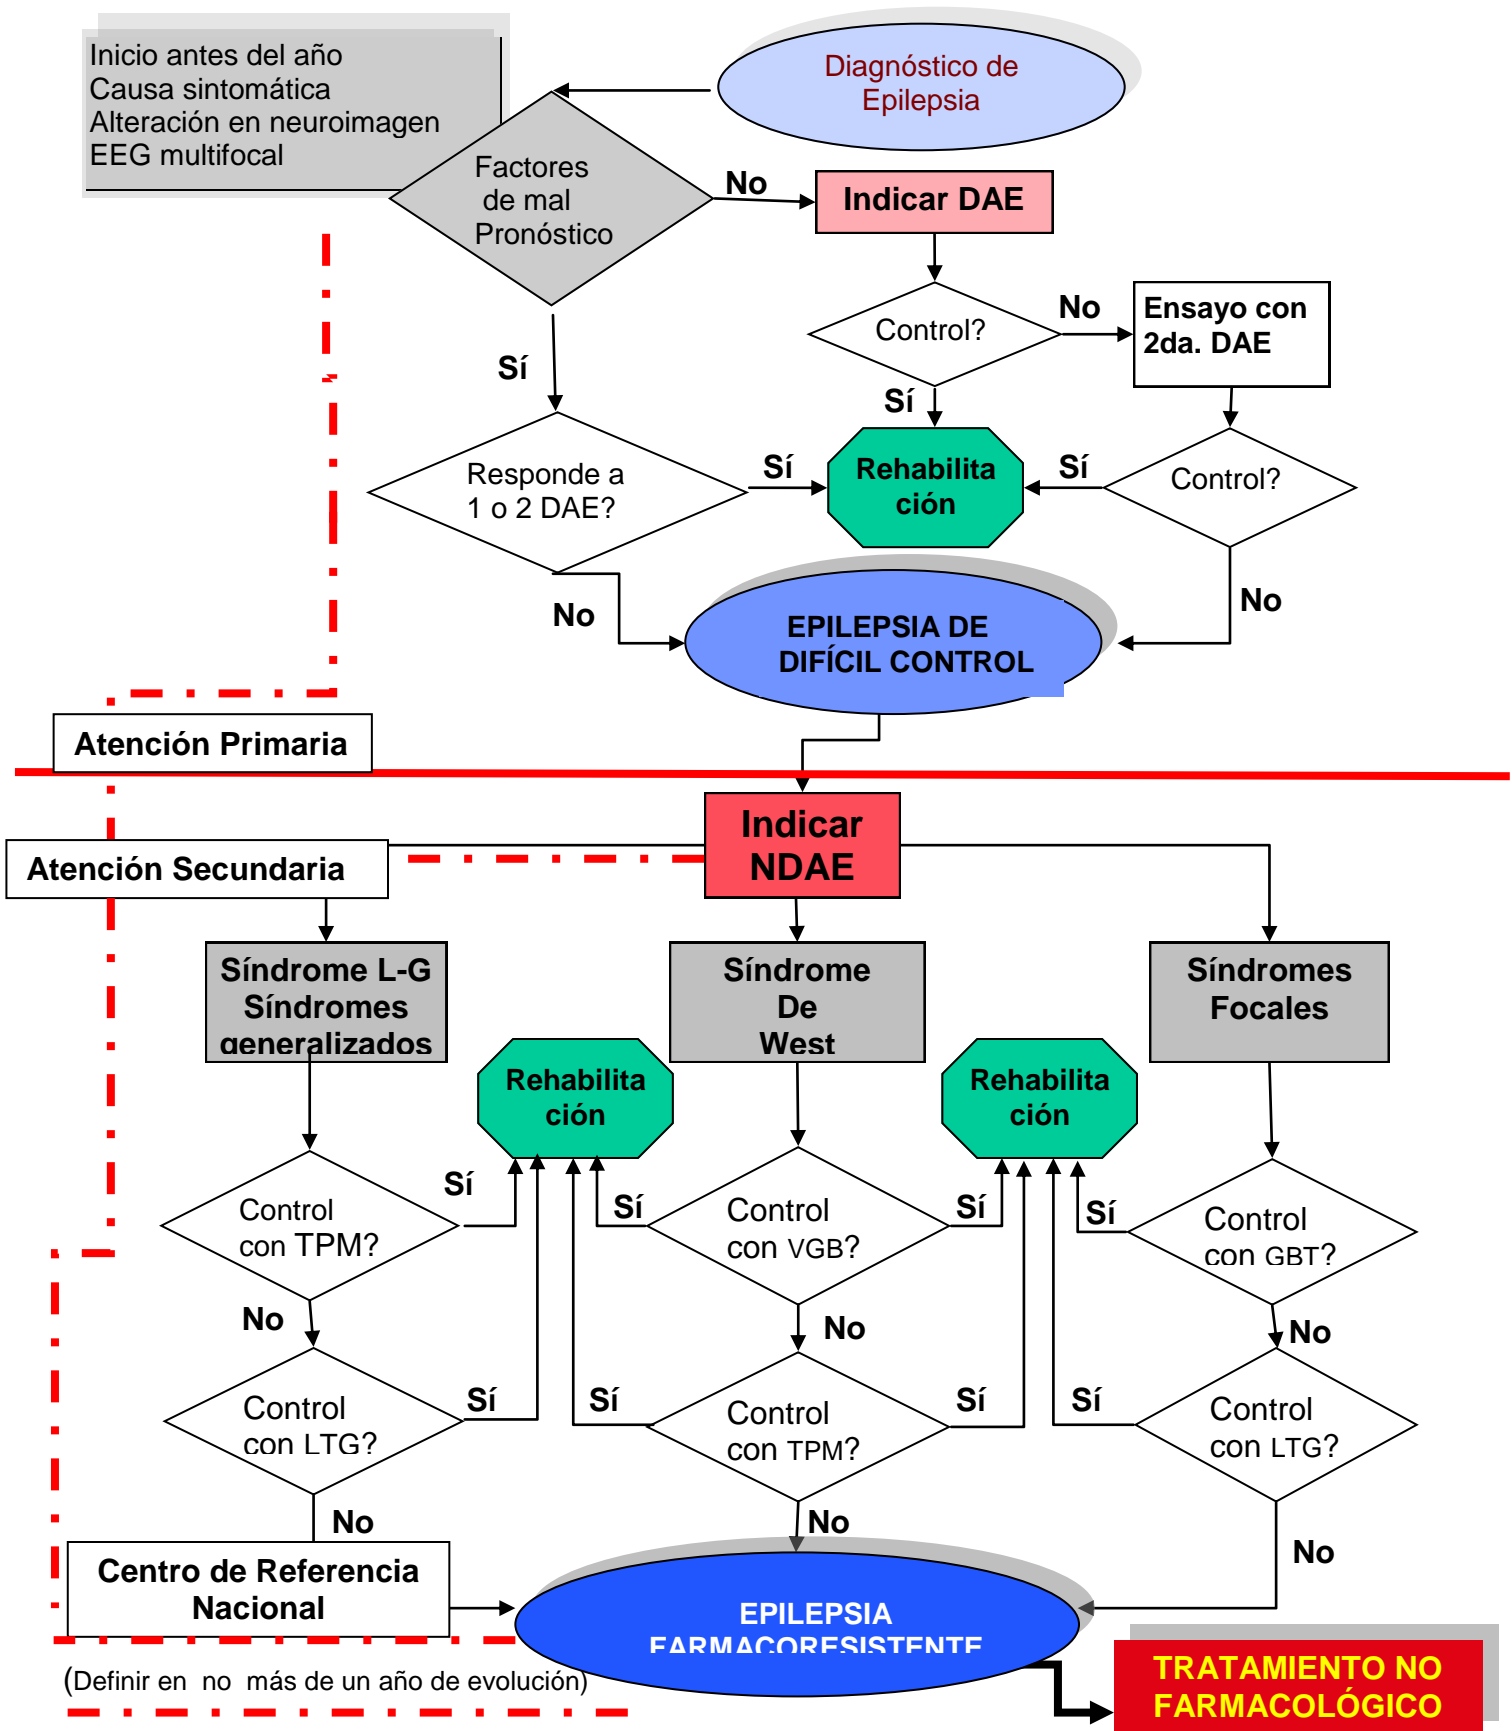 Inicio antes del año
Causa sintomática
Alteración en neuroimagen
EEG multifocal
Diagnóstico de
Epilepsia
Factores
de mal
Pronóstico
No
Indicar DAE
Control?
No
Ensayo con
2da. DAE
Sí
Sí
Responde a
1 o 2 DAE?
Sí
Rehabilita
ción
Sí
Control?
No
No
EPILEPSIA DE
DIFÍCIL CONTROL
Atención Primaria
Indicar
NDAE
Atención Secundaria
Síndrome L-G
Síndromes
generalizados
Síndrome
De
West
Síndromes
Focales
Rehabilita
ción
Rehabilita
ción
Control
con TPM?
Sí
Sí
Control
con VGB?
Sí
Sí
Control
con GBT?
No
No
No
Control
con LTG?
Sí
Sí
Control
con TPM?
Sí
Sí
Control
con LTG?
No
No
No
Centro de Referencia
Nacional
EPILEPSIA
FARMACORESISTENTE
(Definir en no más de un año de evolución)
TRATAMIENTO NO
FARMACOLÓGICO